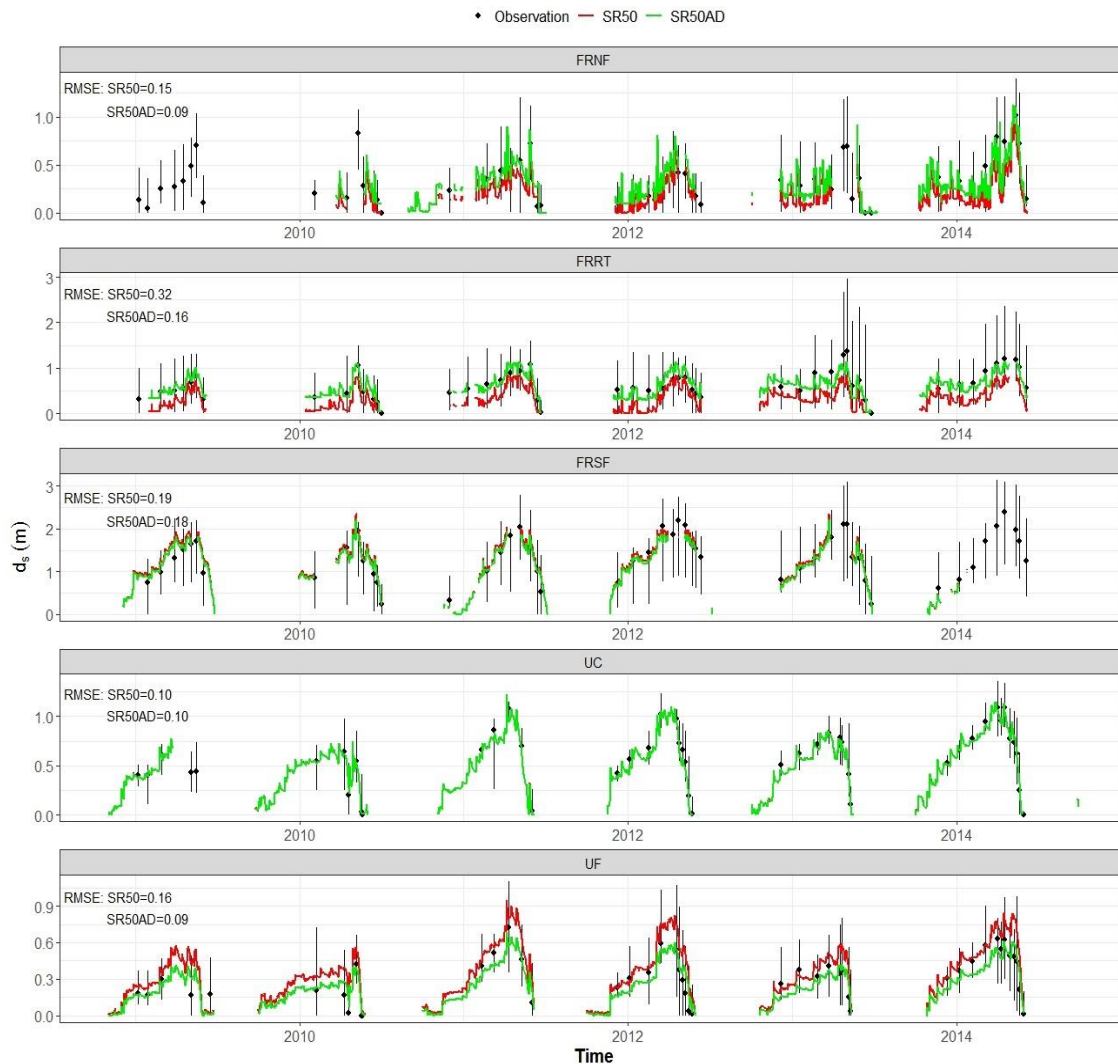 Observation SR50 SR50AD
FRNF
RMSE: SR50=0.15
SR50AD=0.09
1.0
0.5
0.0
2010 2012 2014
FRRT
RMSE: SR50=0.32
SR50AD=0.16
3
2
1
0
2010 2012 2014
FRSF
RMSE: SR50=0.19
SR50AD=0.18
3
2
1
0
2010 2012 2014
ds (m)
UC
RMSE: SR50=0.10
SR50AD=0.10
1.0
0.5
0.0
2010 2012 2014
UF
RMSE: SR50=0.16
SR50AD=0.09
0.9
0.6
0.3
0.0
2010 2012 2014
Time